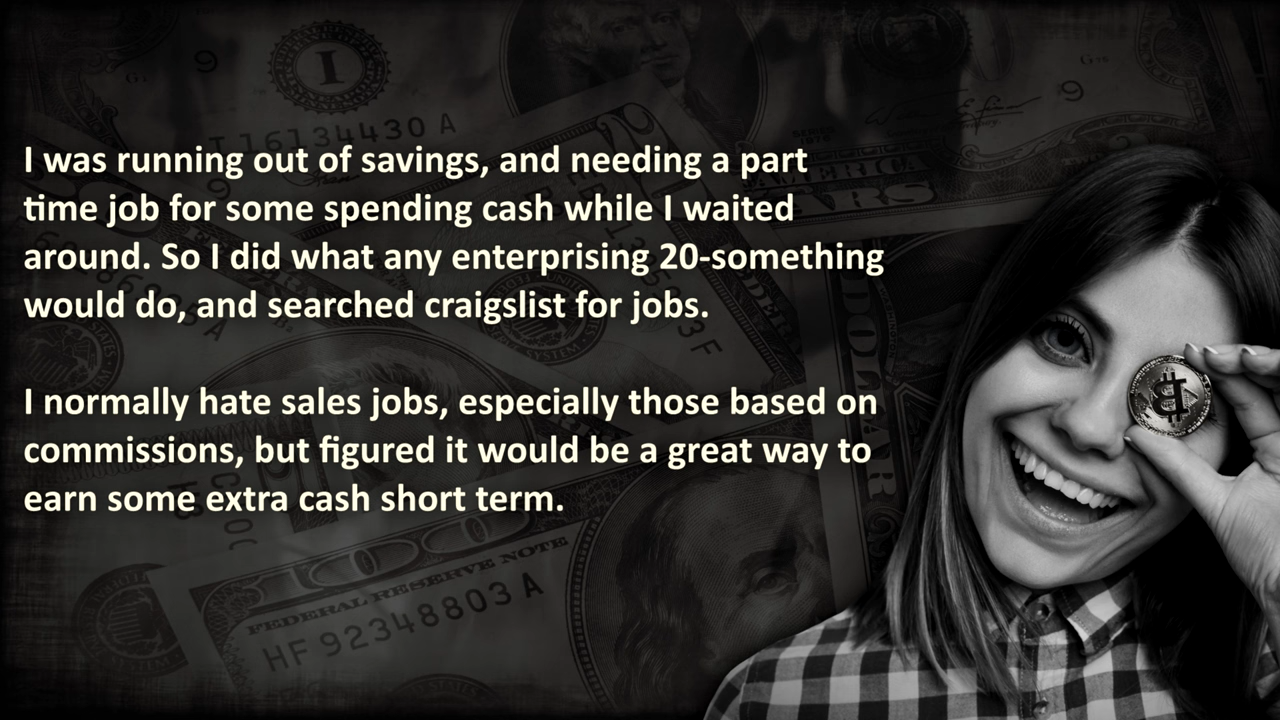 I was running out of savings, and needing a part
time job for some spending cash while I waited
around. So I did what any enterprising 20-something
would do, and searched craigslist for jobs.
I normally hate sales jobs, especially those based on
commissions, but figured it would be a great way to
earn some extra cash short term.
T16134430 A
100
FEDERAL RESERVE NOTE
HF 92348803 A